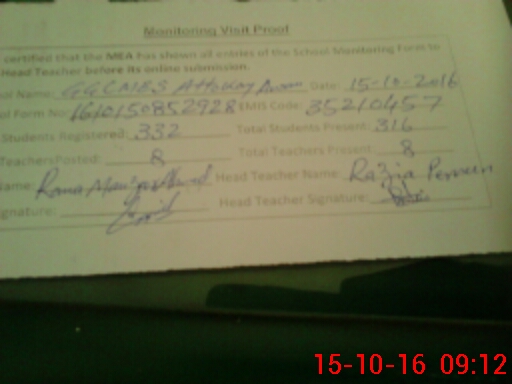 Monitoring Visit Proof
certified that the MEA has shown all entries of the School Monitoring Form to
Head Teacher before its online submission.
ol Name: GGCMES Date: 15-10-2016
ol Form No: 1610150852928 EMIS Code: 35210457
Students Registered: 332 Total Students Present: 316
Teachers Posted: 8 Total Teachers Present: 8
Name: Rana Head Teacher Name: Razia Perveen
gnature: Head Teacher Signature:
15-10-16 09:12